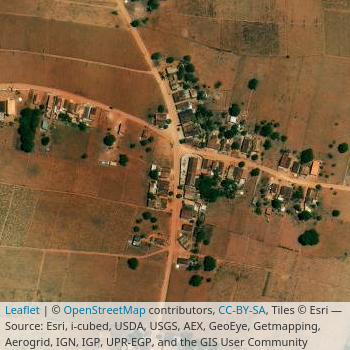 Leaflet | © OpenStreetMap contributors, CC-BY-SA, Tiles © Esri —
Source: Esri, i-cubed, USDA, USGS, AEX, GeoEye, Getmapping,
Aerogrid, IGN, IGP, UPR-EGP, and the GIS User Community